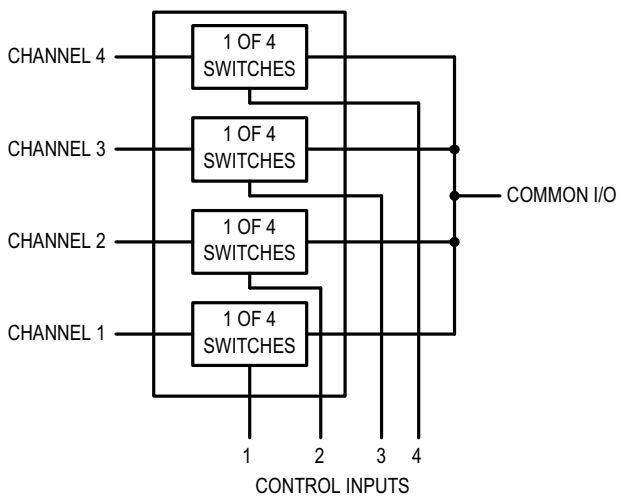 CHANNEL 4
1 OF 4
SWITCHES
CHANNEL 3
1 OF 4
SWITCHES
COMMON I/O
CHANNEL 2
1 OF 4
SWITCHES
CHANNEL 1
1 OF 4
SWITCHES
1 2 3 4
CONTROL INPUTS